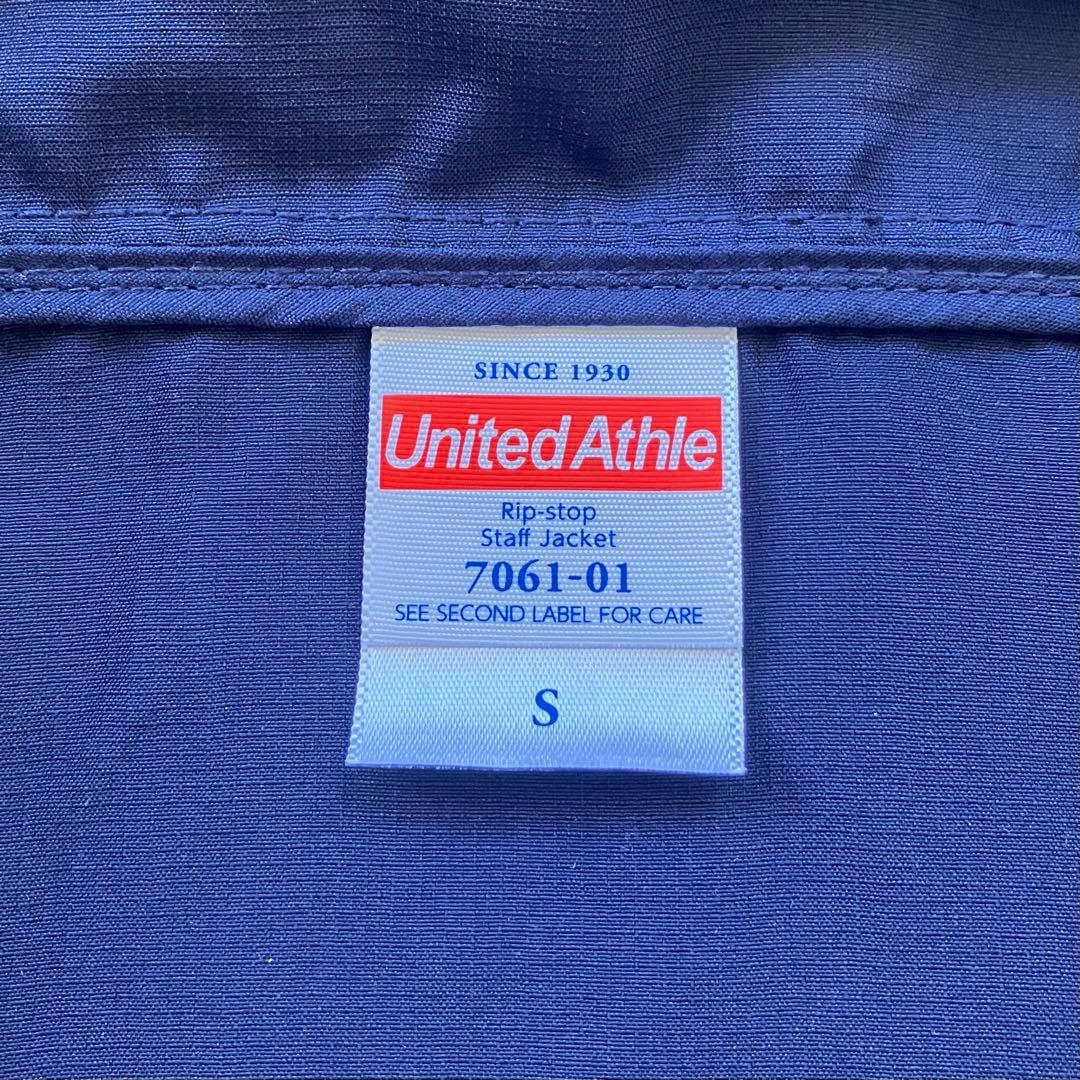 SINCE 1930
United Athle
Rip-stop
Staff Jacket
7061-01
SEE SECOND LABEL FOR CARE
S